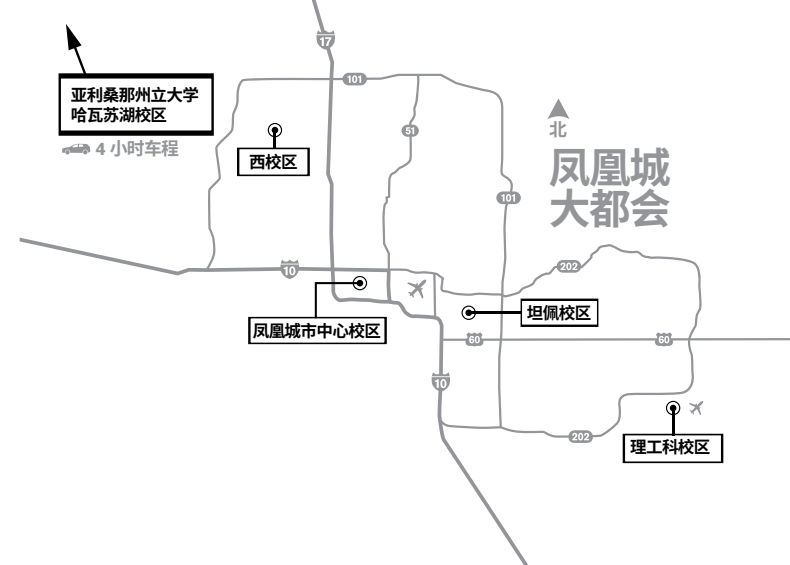 17
101
亚利桑那州立大学
哈瓦苏湖校区
4 小时车程
51
西校区
北
凤凰城
大都会
101
10
202
凤凰城市中心校区
坦佩校区
60
60
10
202
理工科校区